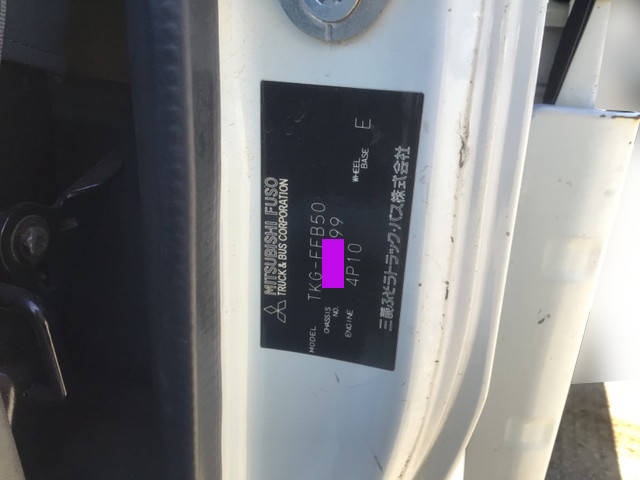 MITSUBISHI FUSO
TRUCK & BUS CORPORATION
MODEL TKG-FEB50
CHASSIS NO. 99
ENGINE 4P10 WHEEL BASE E
三菱ふそうトラック・バス株式会社